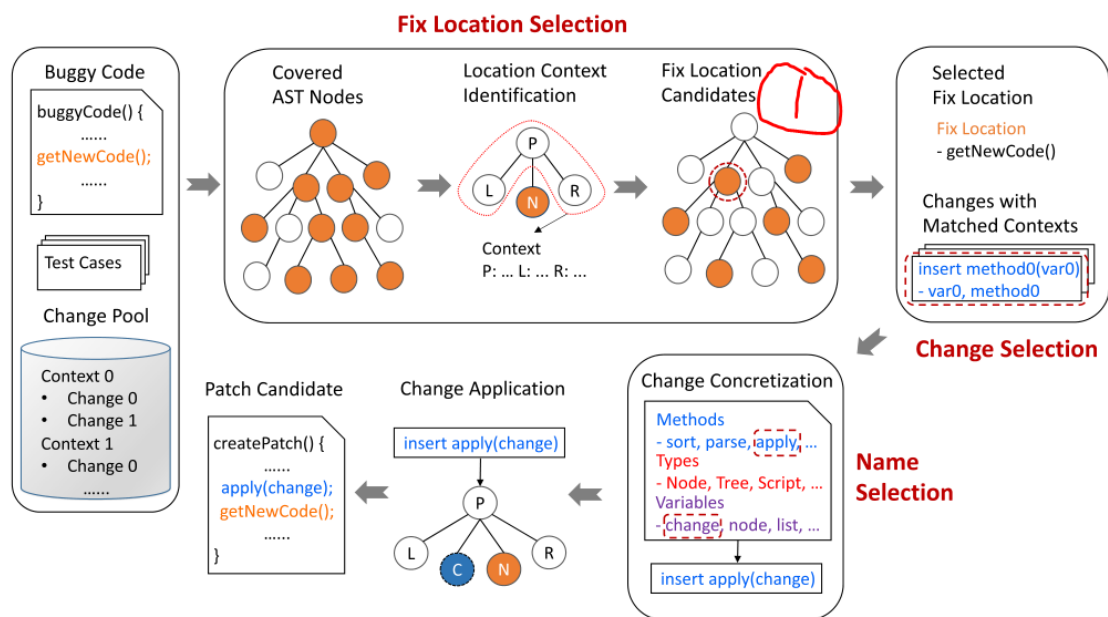 Fix Location Selection
Buggy Code
buggyCode() {
......
getNewCode();
......
}
Test Cases
Change Pool
Context 0
• Change 0
• Change 1
Context 1
• Change 0
......
Covered
AST Nodes
Location Context
Identification
P
L
R
N
Context
P: ... L: ... R: ...
Fix Location
Candidates
1
Selected
Fix Location
Fix Location
- getNewCode()
Changes with
Matched Contexts
insert method0(var0)
- var0, method0
Change Selection
Change Concretization
Methods
- sort, parse, apply, ...
Types
- Node, Tree, Script, ...
Variables
- change, node, list, ...
insert apply(change)
Name
Selection
Change Application
insert apply(change)
P
L
C
N
R
Patch Candidate
createPatch() {
......
apply(change);
getNewCode();
......
}